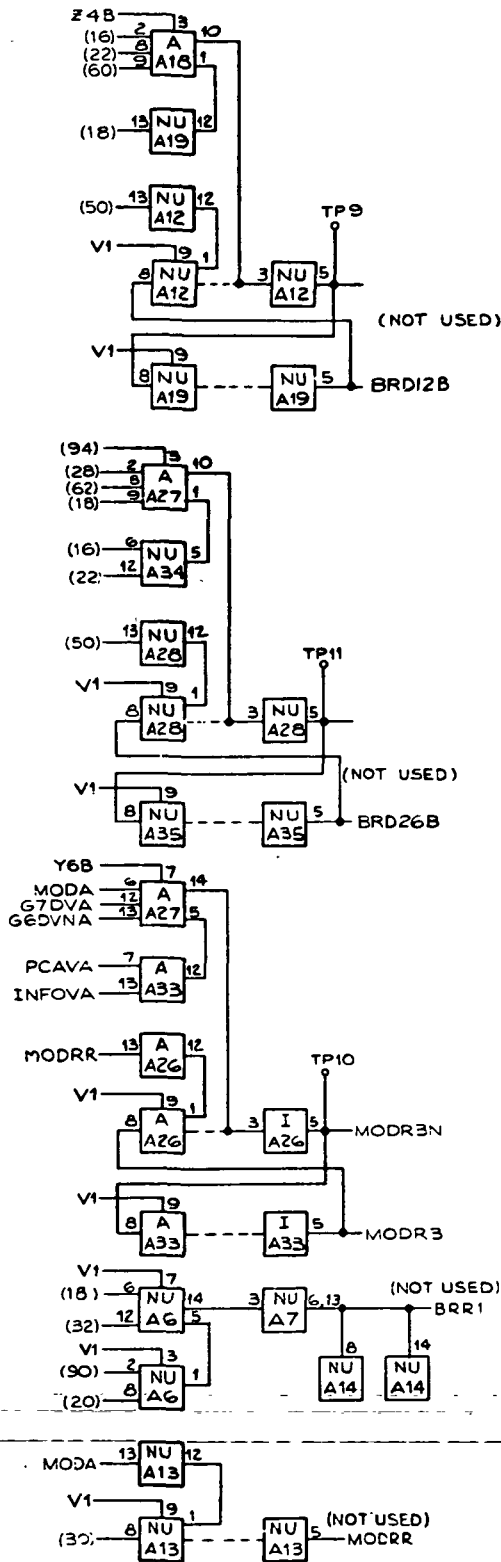 Z4B
3
(16) 2 A 10
(22) 8 A18 1
(60) 9
(18) 13 NU 12
A19
(50) 13 NU 12
A12
V1 9 1
8 NU 3 NU 5
A12 A12
TP9
(NOT USED)
V1 9
8 NU NU 5 BRD12B
A19 A19
(94) 3
(28) 2 A 10
(62) 8 A27 1
(18) 9
(16) 6 NU 5
(22) 12 A34
(50) 13 NU 12
A28
V1 9 1
8 NU 3 NU 5
A28 A28
TP11
(NOT USED)
V1 9
8 NU NU 5 BRD26B
A35 A35
Y6B 7
MODA 6 A 14
G7DVA 12 A27 5
G6DVNA 13
PCAVA 7 A 12
INFOVA 13 A33
MODRR 13 A 12
A26
V1 9 1
8 A 3 I 5 MODR3N
A26 A26
TP10
V1 9
8 A I 5 MODR3
A33 A33
V1 7
(18) 6 NU 14 3 NU 6,13 (NOT USED)
(32) 12 A6 5 A7 BRR1
V1 3 8 14
(90) 2 NU 1 NU NU
(20) 8 A6 A14 A14
MODA 13 NU 12
A13
V1 9 1
(30) 8 NU NU 5 (NOT USED)
A13 A13 MODRR